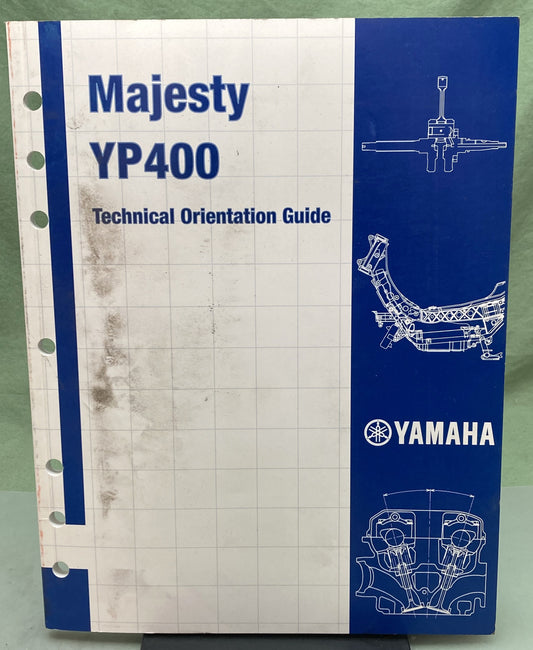 Majesty
YP400
Technical Orientation Guide
YAMAHA